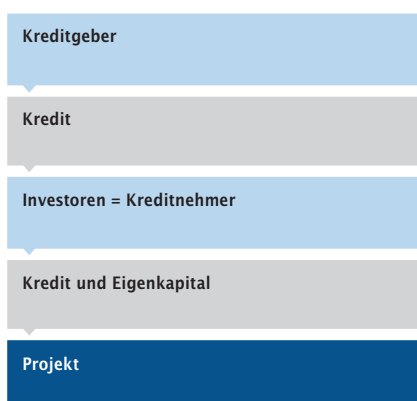 Kreditgeber
Kredit
Investoren = Kreditnehmer
Kredit und Eigenkapital
Projekt